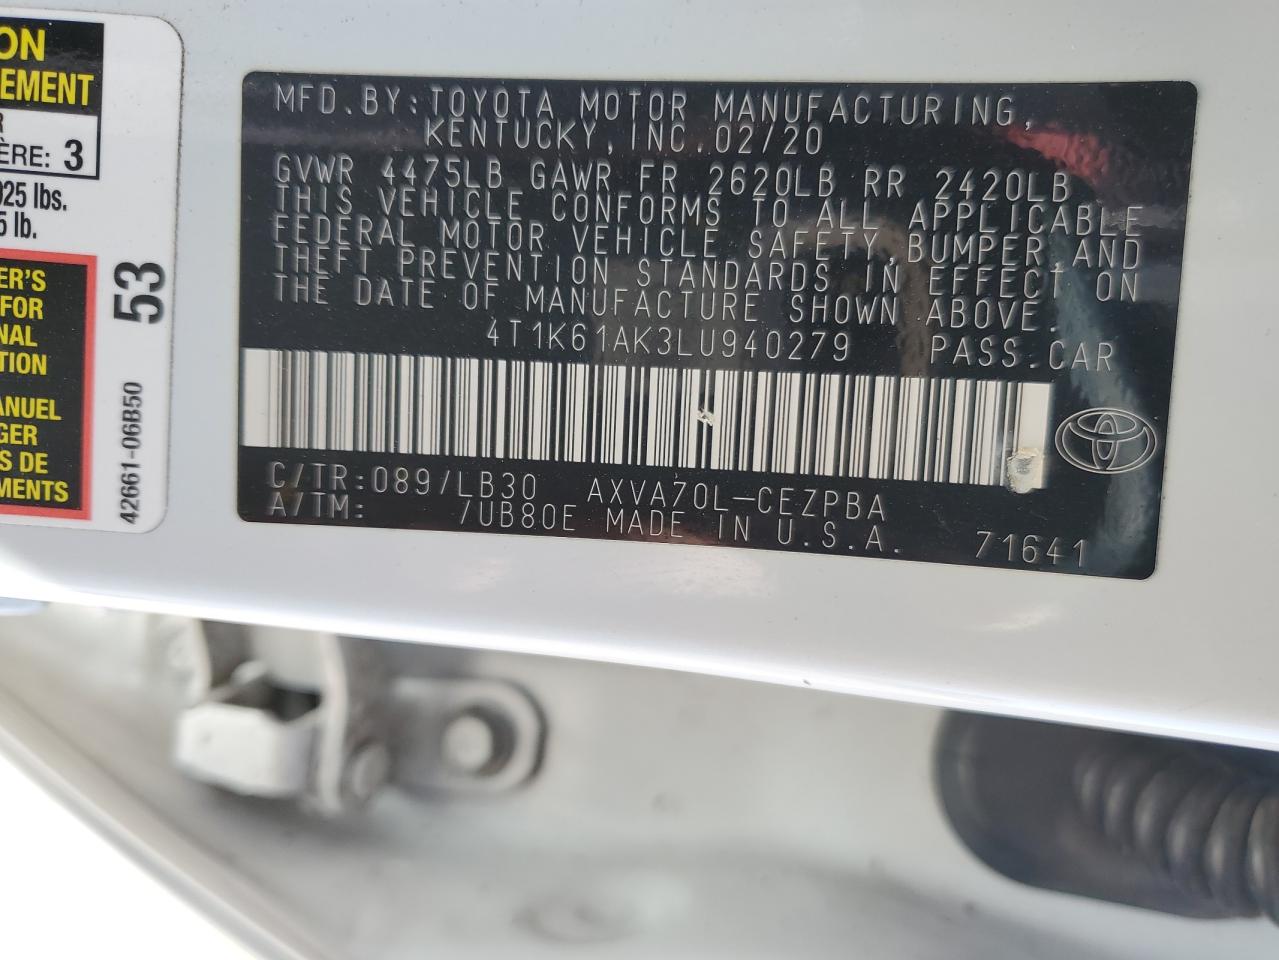 ON
EMENT
R
ÈRE: 3
025 lbs.
5 lb.
ER'S
FOR
NAL
TION
ANUEL
GER
S DE
MENTS
53
42661-06B50
MFD.BY:TOYOTA MOTOR MANUFACTURING,
KENTUCKY,INC.02/20
GVWR 4475LB GAWR FR 2620LB RR 2420LB
THIS VEHICLE CONFORMS TO ALL APPLICABLE
FEDERAL MOTOR VEHICLE SAFETY,BUMPER,AND
THEFT PREVENTION STANDARDS IN EFFECT ON
THE DATE OF MANUFACTURE SHOWN ABOVE.
4T1K61AK3LU940279 PASS.CAR
C/TR:089/LB30 AXVA70L-CEZPBA
A/TM: /UB80E MADE IN U.S.A. 71641